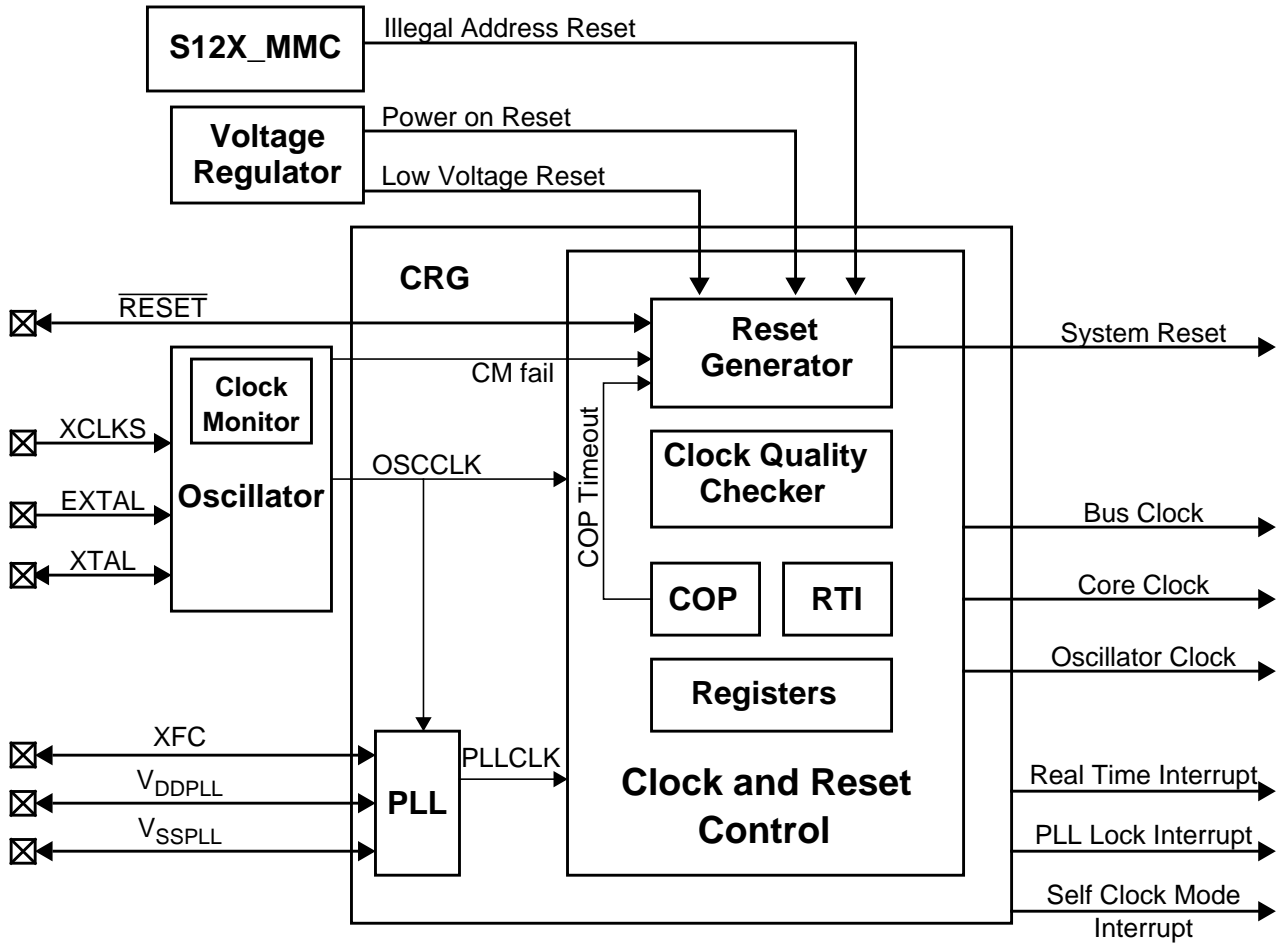 S12X_MMC
Illegal Address Reset
Voltage
Regulator
Power on Reset
Low Voltage Reset
CRG
RESET
Reset
Generator
System Reset
CM fail
Clock
Monitor
XCLKS
Oscillator
OSCCLK
EXTAL
XTAL
COP Timeout
Clock Quality
Checker
Bus Clock
COP
RTI
Core Clock
Registers
Oscillator Clock
XFC
VDDPLL
VSSPLL
PLL
PLLCLK
Clock and Reset
Control
Real Time Interrupt
PLL Lock Interrupt
Self Clock Mode
Interrupt